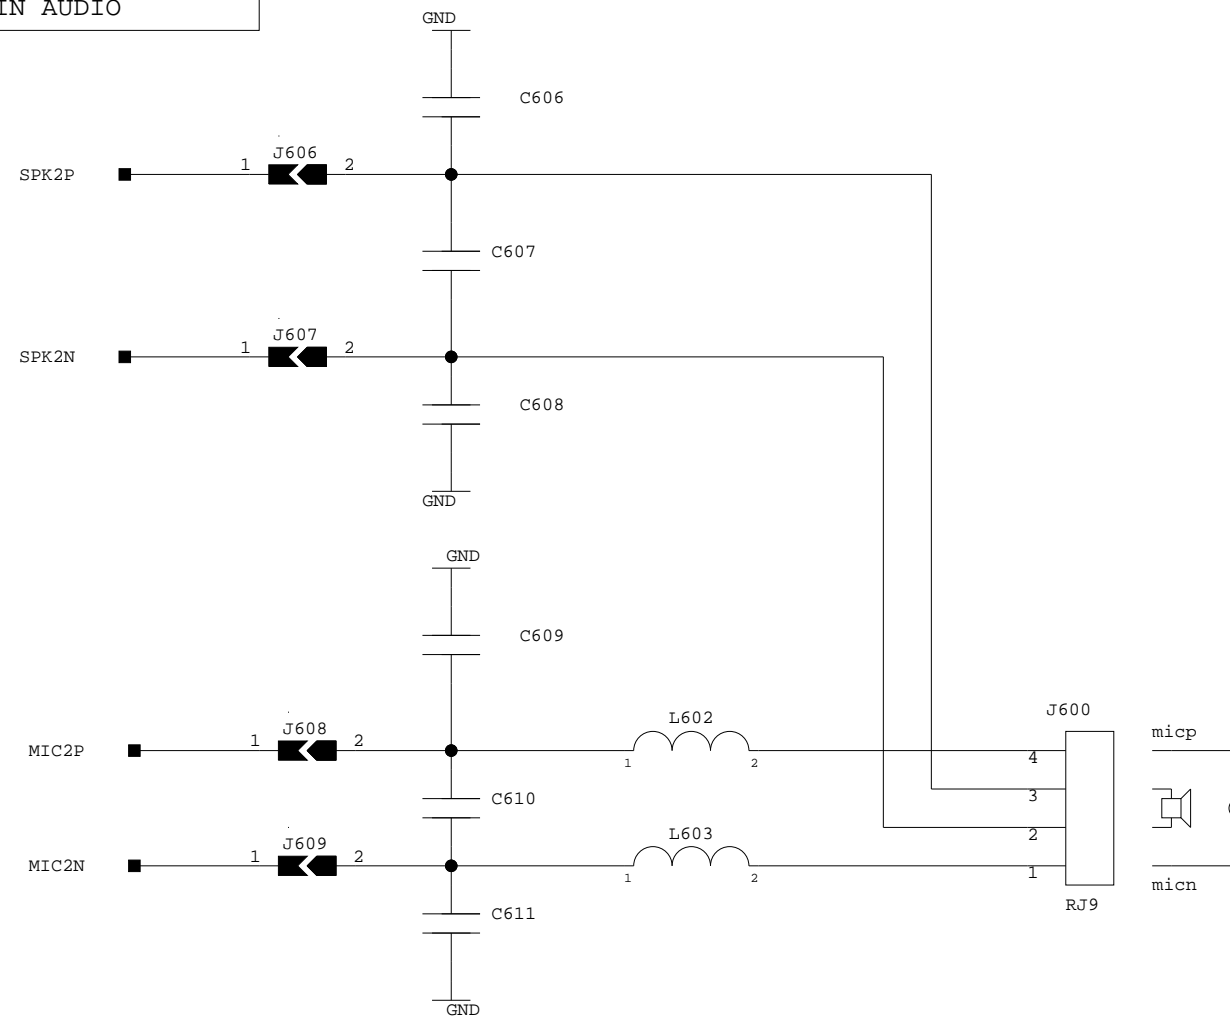 IN AUDIO
GND
C606
J606
SPK2P
1
2
C607
J607
SPK2N
1
2
C608
GND
GND
C609
J608
MIC2P
1
2
L602
1
2
J600
micp
4
3
2
1
C610
J609
MIC2N
1
2
L603
1
2
micn
RJ9
C611
GND